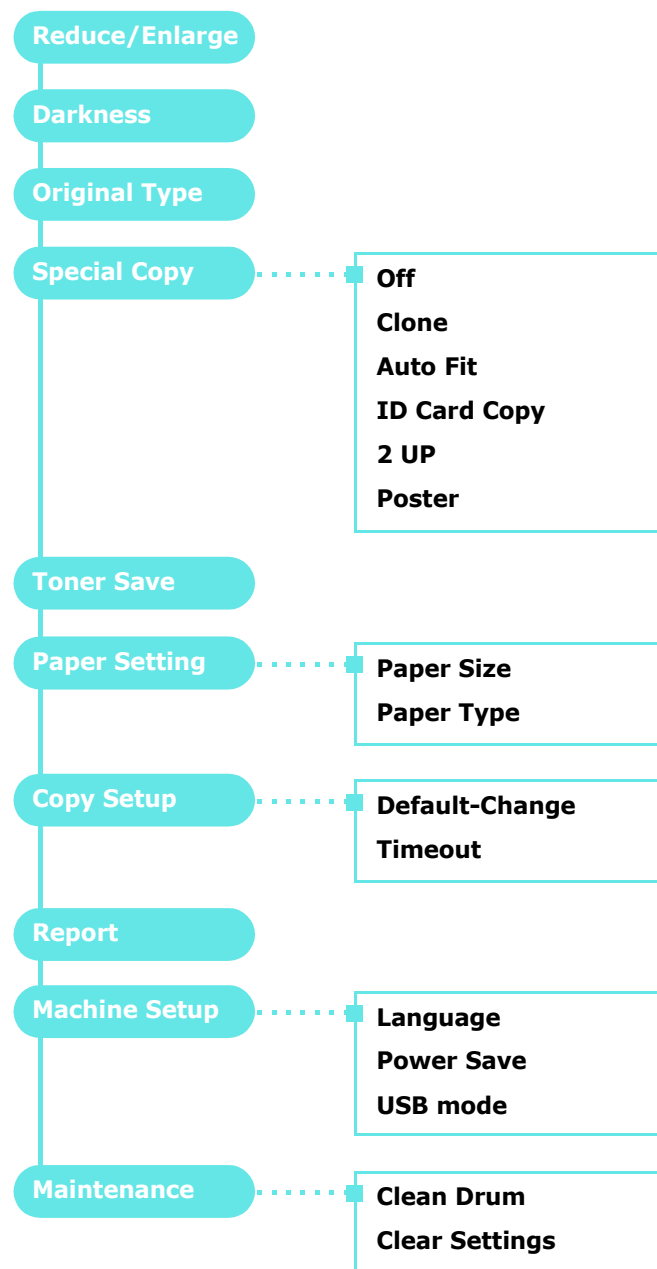 Reduce/Enlarge
Darkness
Original Type
Special Copy
Off
Clone
Auto Fit
ID Card Copy
2 UP
Poster
Toner Save
Paper Setting
Paper Size
Paper Type
Copy Setup
Default-Change
Timeout
Report
Machine Setup
Language
Power Save
USB mode
Maintenance
Clean Drum
Clear Settings